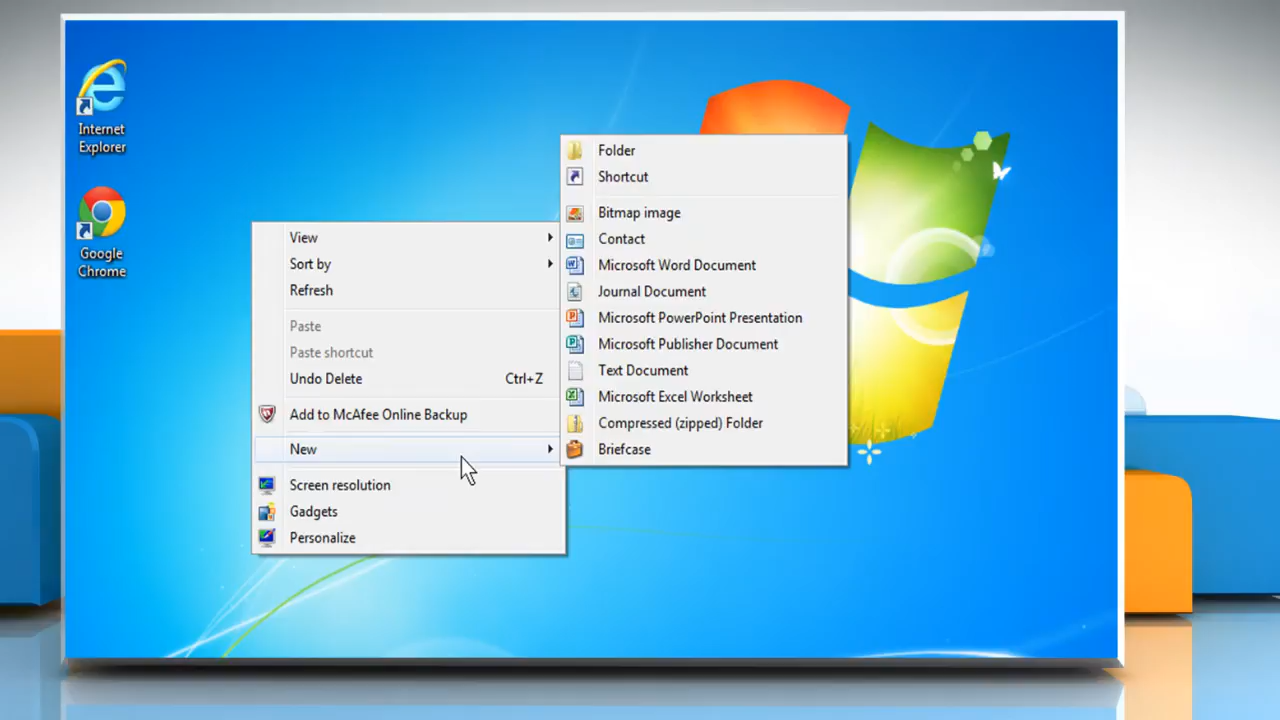 Internet
Explorer
Google
Chrome
View
Sort by
Refresh
Paste
Paste shortcut
Undo Delete Ctrl+Z
Add to McAfee Online Backup
New
Screen resolution
Gadgets
Personalize
Folder
Shortcut
Bitmap image
Contact
Microsoft Word Document
Journal Document
Microsoft PowerPoint Presentation
Microsoft Publisher Document
Text Document
Microsoft Excel Worksheet
Compressed (zipped) Folder
Briefcase